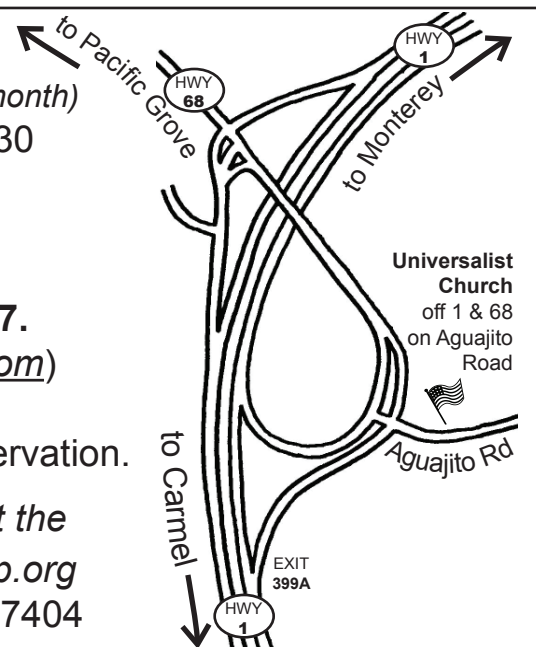 month)
30
7.
om)
ervation.
t the
o.org
7404
to Pacific Grove
HWY
68
HWY
1
to Monterey
Universalist
Church
off 1 & 68
on Aguajito
Road
Aguajito Rd
to Carmel
EXIT
399A
HWY
1